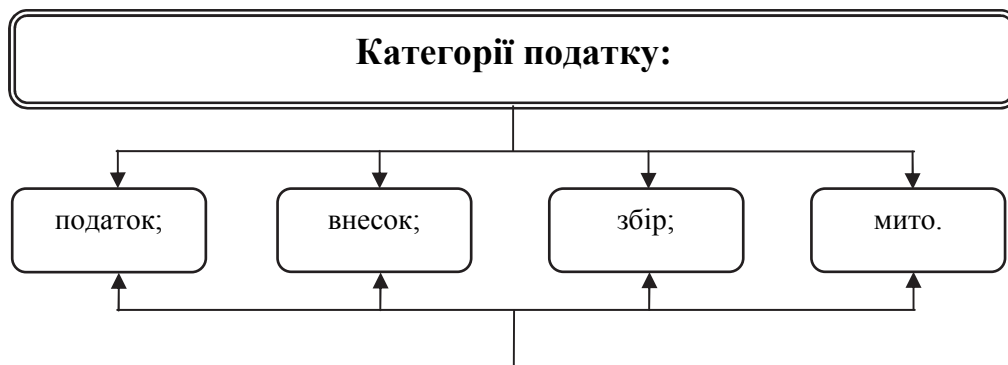 Категорії податку:
податок;
внесок;
збір;
мито.